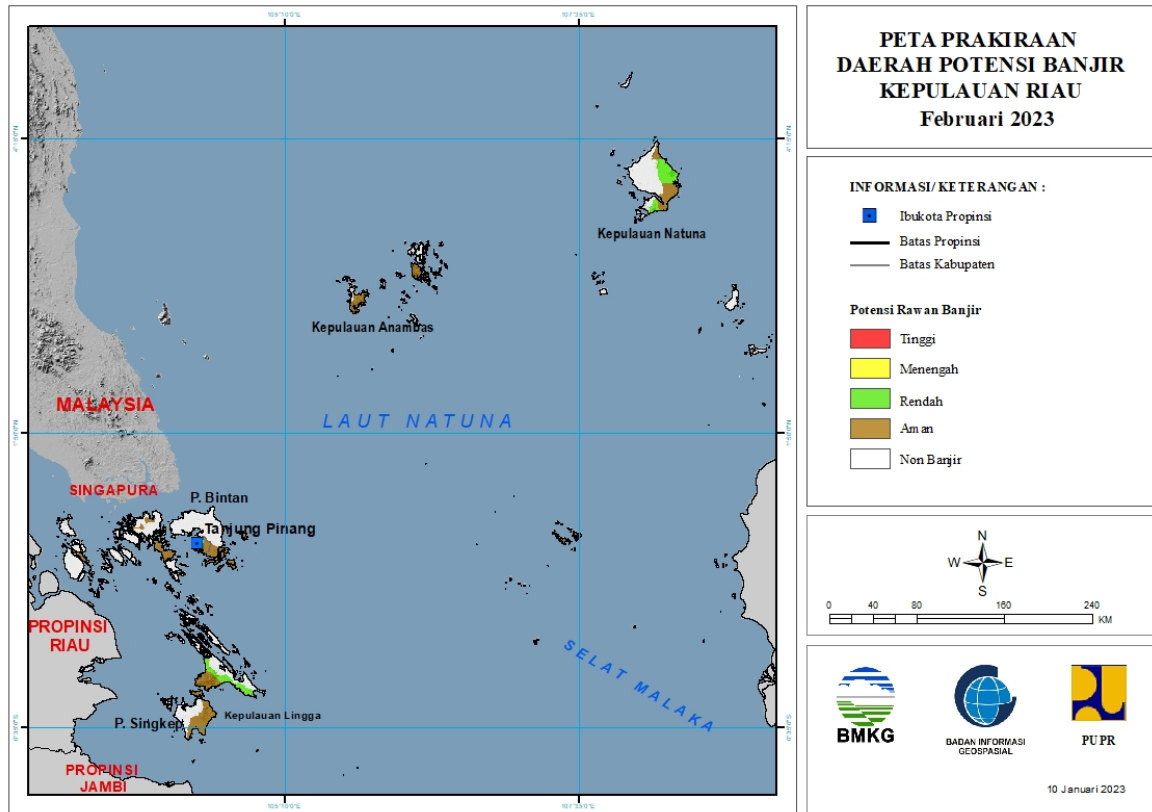 PETA PRAKIRAAN
DAERAH POTENSI BANJIR
KEPULAUAN RIAU
Februari 2023
INFORMASI/ KETERANGAN :
Ibukota Propinsi
Batas Propinsi
Batas Kabupaten
Potensi Rawan Banjir
Tinggi
Menengah
Rendah
Aman
Non Banjir
N
W E
S
0 20 40 80 160 240
KM
BMKG
BADAN INFORMASI
GEOSPASIAL
PUPR
10 Januari 2023
Kepulauan Natuna
Kepulauan Anambas
MALAYSIA
LAUT NATUNA
SINGAPURA
P. Bintan
Tanjung Pinang
PROPINSI
RIAU
SELAT MALAKA
Kepulauan Lingga
P. Singkep
PROPINSI
JAMBI